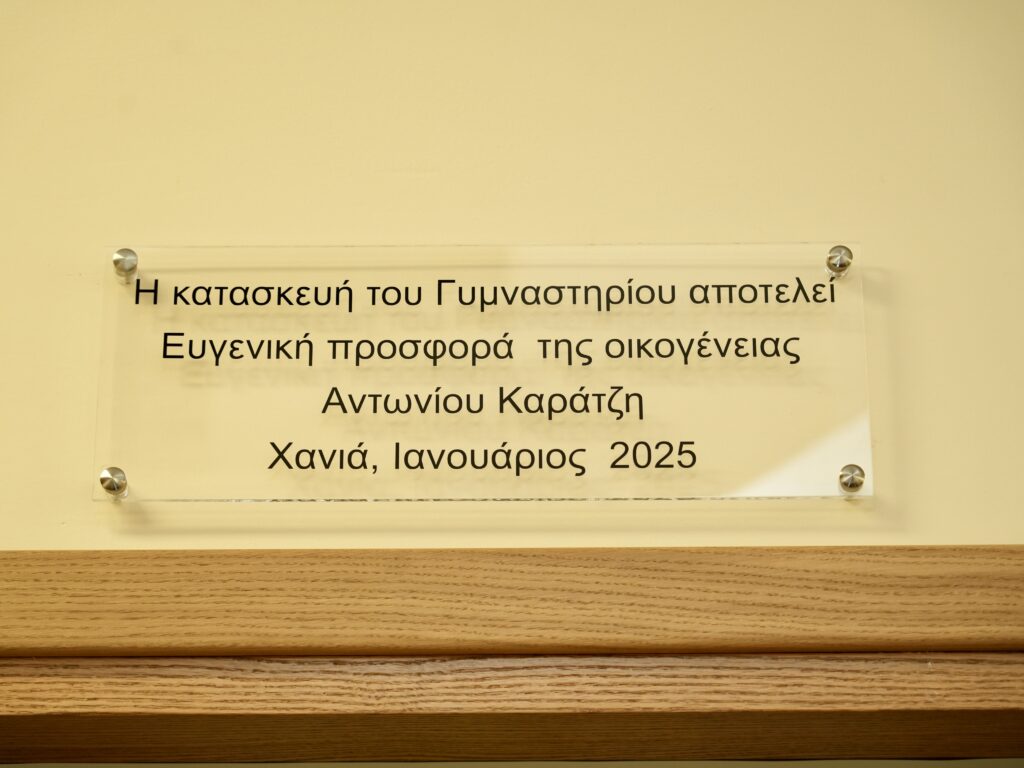 Η κατασκευή του Γυμναστηρίου αποτελεί
Ευγενική προσφορά της οικογένειας
Αντωνίου Καράτζη
Χανιά, Ιανουάριος 2025